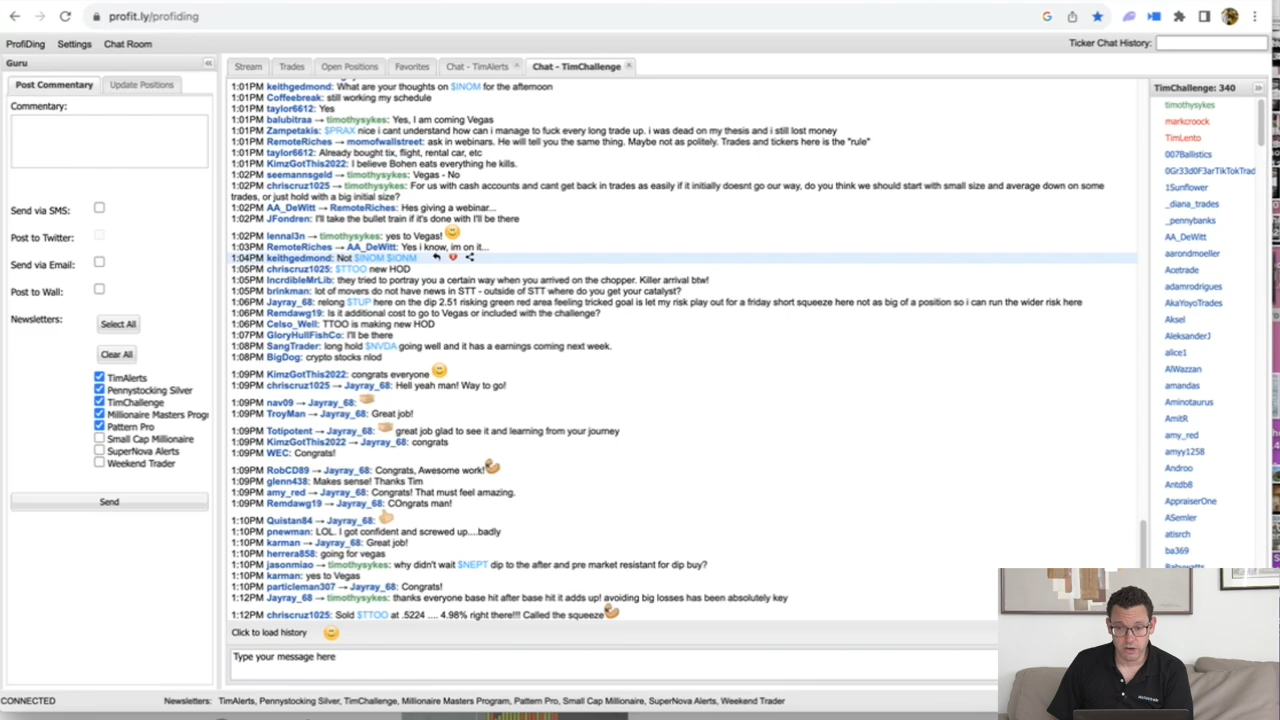 profit.ly/profiding
ProfiDing Settings Chat Room
Ticker Chat History:
Guru
Post Commentary Update Positions
Commentary:
Send via SMS:
Post to Twitter:
Send via Email:
Post to Wall:
Newsletters:
Select All
Clear All
TimAlerts
Pennystocking Silver
TimChallenge
Millionaire Masters Progr
Pattern Pro
Small Cap Millionaire
SuperNova Alerts
Weekend Trader
Send
Stream Trades Open Positions Favorites Chat - TimAlerts Chat - TimChallenge
1:01PM keithgedmond: What are your thoughts on $INOM for the afternoon
1:01PM Coffeebreak: still working my schedule
1:01PM taylor6612: Yes
1:01PM balubitraa → timothysykes: Yes, I am coming Vegas
1:01PM Zampetakis: $PRAX nice i cant understand how can i manage to fuck every long trade up. i was dead on my thesis and i still lost money
1:01PM RemoteRiches → momofwallstreet: ask in webinars. He will tell you the same thing. Maybe not as politely. Trades and tickers here is the "rule"
1:01PM taylor6612: Already bought tix, flight, rental car, etc
1:01PM KimzGotThis2022: I believe Bohen eats everything he kills.
1:02PM seemannsgeld → timothysykes: Vegas - No
1:02PM chriscruz1025 → timothysykes: For us with cash accounts and cant get back in trades as easily if it initially doesnt go our way, do you think we should start with small size and average down on some
trades, or just hold with a big initial size?
1:02PM AA_DeWitt → RemoteRiches: Hes giving a webinar...
1:02PM JFondren: I'll take the bullet train if it's done with I'll be there
1:02PM lennal3n → timothysykes: yes to Vegas!
1:03PM RemoteRiches → AA_DeWitt: Yes i know, im on it...
1:04PM keithgedmond: Not $INOM $IONM
1:05PM chriscruz1025: $TTOO new HOD
1:05PM IncrdibleMrLib: they tried to portray you a certain way when you arrived on the chopper. Killer arrival btw!
1:05PM brinkman: lot of movers do not have news in STT - outside of STT where do you get your catalyst?
1:06PM Jayray_68: relong $TUP here on the dip 2.51 risking green red area feeling tricked goal is let my risk play out for a friday short squeeze here not as big of a position so i can run the wider risk here
1:06PM Remdawg19: Is it additional cost to go to Vegas or included with the challenge?
1:06PM Celso_Well: TTOO is making new HOD
1:07PM GloryHullFishCo: I'll be there
1:08PM SangTrader: long hold $NVDA going well and it has a earnings coming next week.
1:08PM BigDog: crypto stocks nlod
1:09PM KimzGotThis2022: congrats everyone
1:09PM chriscruz1025 → Jayray_68: Hell yeah man! Way to go!
1:09PM nav09 → Jayray_68:
1:09PM TroyMan → Jayray_68: Great job!
1:09PM Totipotent → Jayray_68: great job glad to see it and learning from your journey
1:09PM KimzGotThis2022 → Jayray_68: congrats
1:09PM WEC: Congrats!
1:09PM RobCD89 → Jayray_68: Congrats, Awesome work!
1:09PM glenn438: Makes sense! Thanks Tim
1:09PM amy_red → Jayray_68: Congrats! That must feel amazing.
1:09PM Remdawg19 → Jayray_68: COngrats man!
1:10PM Quistan84 → Jayray_68:
1:10PM pnewman: LOL. I got confident and screwed up....badly
1:10PM karman → Jayray_68: Great job!
1:10PM herrera858: going for vegas
1:10PM jasonmiao → timothysykes: why didn't wait $NEPT dip to the after and pre market resistant for dip buy?
1:10PM karman: yes to Vegas
1:10PM particleman307 → Jayray_68: Congrats!
1:12PM Jayray_68 → timothysykes: thanks everyone base hit after base hit it adds up! avoiding big losses has been absolutely key
1:12PM chriscruz1025: Sold $TTOO at .5224 .... 4.98% right there!!! Called the squeeze
Click to load history
Type your message here
TimChallenge: 340
timothysykes
markcroock
TimLento
007Ballistics
0Gr33d0F3arTikTokTrad
1Sunflower
_diana_trades
_pennybanks
AA_DeWitt
aarondmoeller
Acetrade
adamrodrigues
AkaYoyoTrades
Aksel
AleksanderJ
alice1
AlWazzan
amandas
Aminotaurus
AmitR
amy_red
amyy1258
Androo
AntdB8
AppraiserOne
ASemler
atisrch
ba369
CONNECTED
Newsletters: TimAlerts, Pennystocking Silver, TimChallenge, Millionaire Masters Program, Pattern Pro, Small Cap Millionaire, SuperNova Alerts, Weekend Trader